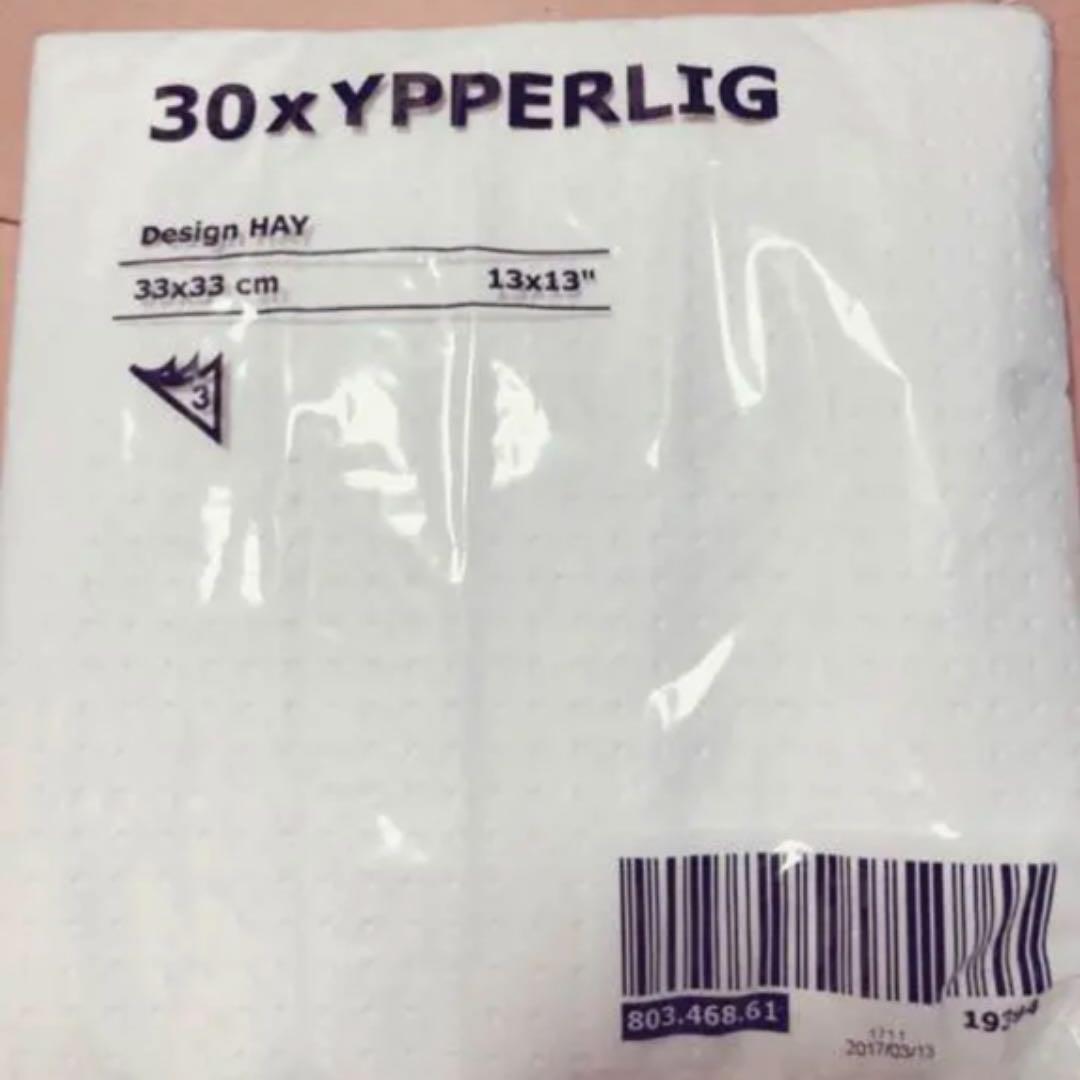 30xYPPERLIG
Design HAY
33x33 cm 13x13"
3
803.468.61
1711
2017/03/13